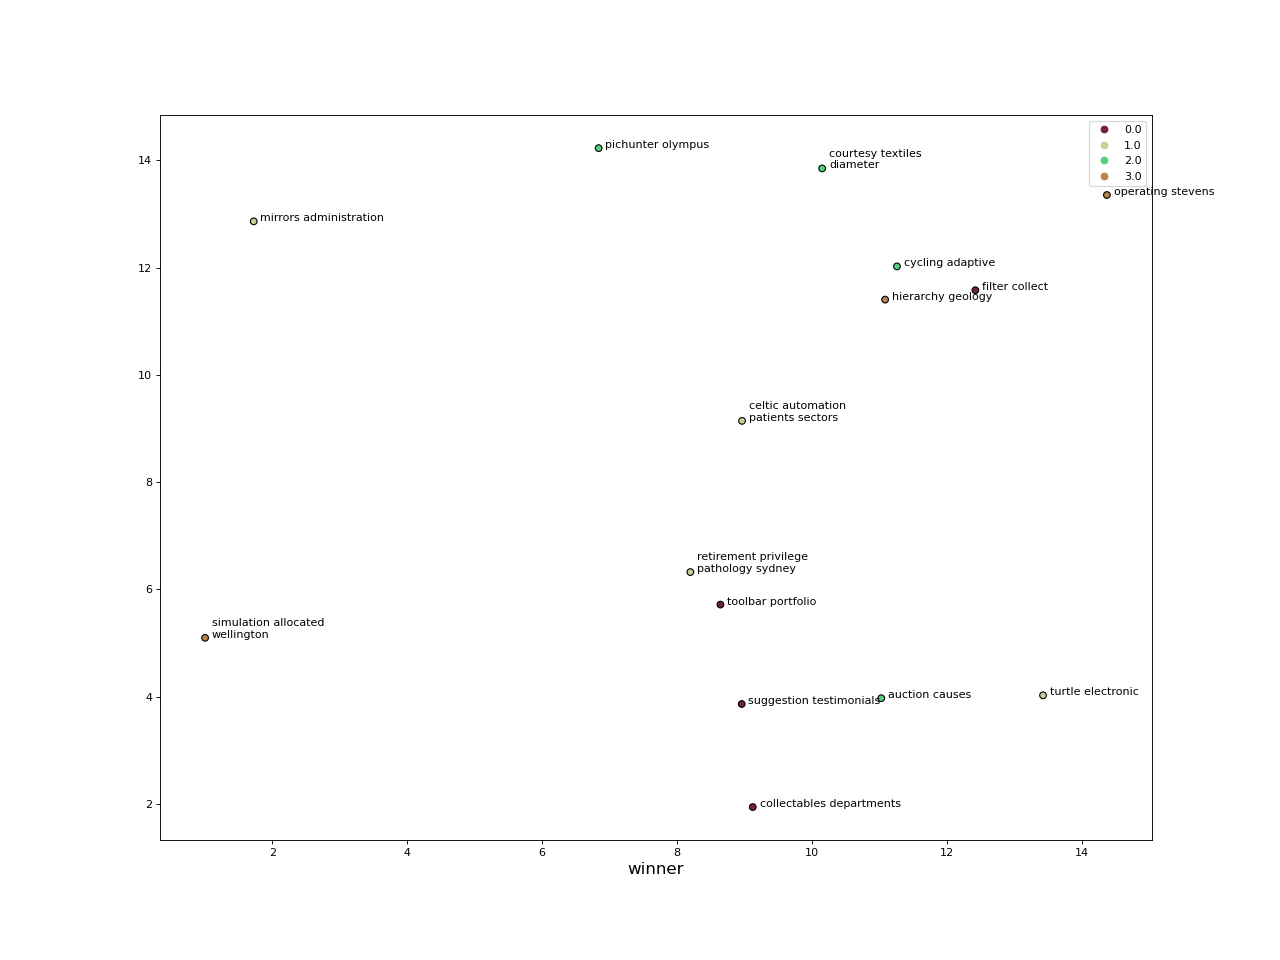 pichunter olympus
courtesy textiles
diameter
0.0
1.0
2.0
3.0
operating stevens
mirrors administration
cycling adaptive
filter collect
hierarchy geology
celtic automation
patients sectors
retirement privilege
pathology sydney
toolbar portfolio
simulation allocated
wellington
turtle electronic
auction causes
suggestion testimonials
collectables departments
14
12
10
8
6
4
2
2
4
6
8
10
12
14
winner